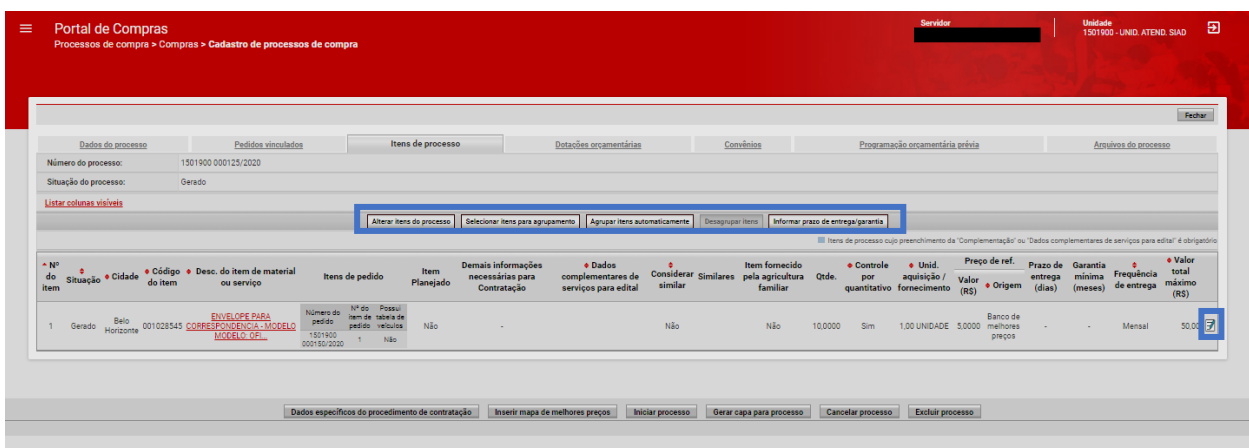 Portal de Compras
Processos de compra > Compras > Cadastro de processos de compra
Servidor
Unidade
1501900 - UNID. ATEND. SIAD
Fechar
Dados do processo Pedidos vinculados Itens de processo Dotações orçamentárias Convênios Programação orçamentária prévia Arquivos do processo
Número do processo: 1501900 000125/2020
Situação do processo: Gerado
Listar colunas visíveis
Alterar itens do processo Selecionar itens para agrupamento Agrupar itens automaticamente Desagrupar itens Informar prazo de entrega/garantia
Itens de processo cujo preenchimento da 'Complementação' ou 'Dados complementares de serviços para edital' é obrigatório
Nº do item
Situação
Cidade
Código do item
Desc. do item de material ou serviço
Itens de pedido
Item Planejado
Demais informações necessárias para Contratação
Dados complementares de serviços para edital
Considerar similar
Similares
Item fornecido pela agricultura familiar
Qtde.
Controle por quantitativo
Unid. aquisição / fornecimento
Preço de ref.
Valor (R$)
Origem
Prazo de entrega (dias)
Garantia mínima (meses)
Frequência de entrega
Valor total máximo (R$)
1
Gerado
Belo Horizonte
001028545
ENVELOPE PARA
CORRESPONDENCIA - MODELO
MODELO: OFI...
Número do pedido
Nº do item de pedido
Possui tabela de veículos
1501900 000150/2020
1
Não
Não
-
Não
Não
10,0000
Sim
1,00 UNIDADE
5,0000
Banco de melhores preços
-
-
Mensal
50,00
Dados específicos do procedimento de contratação Inserir mapa de melhores preços Iniciar processo Gerar capa para processo Cancelar processo Excluir processo